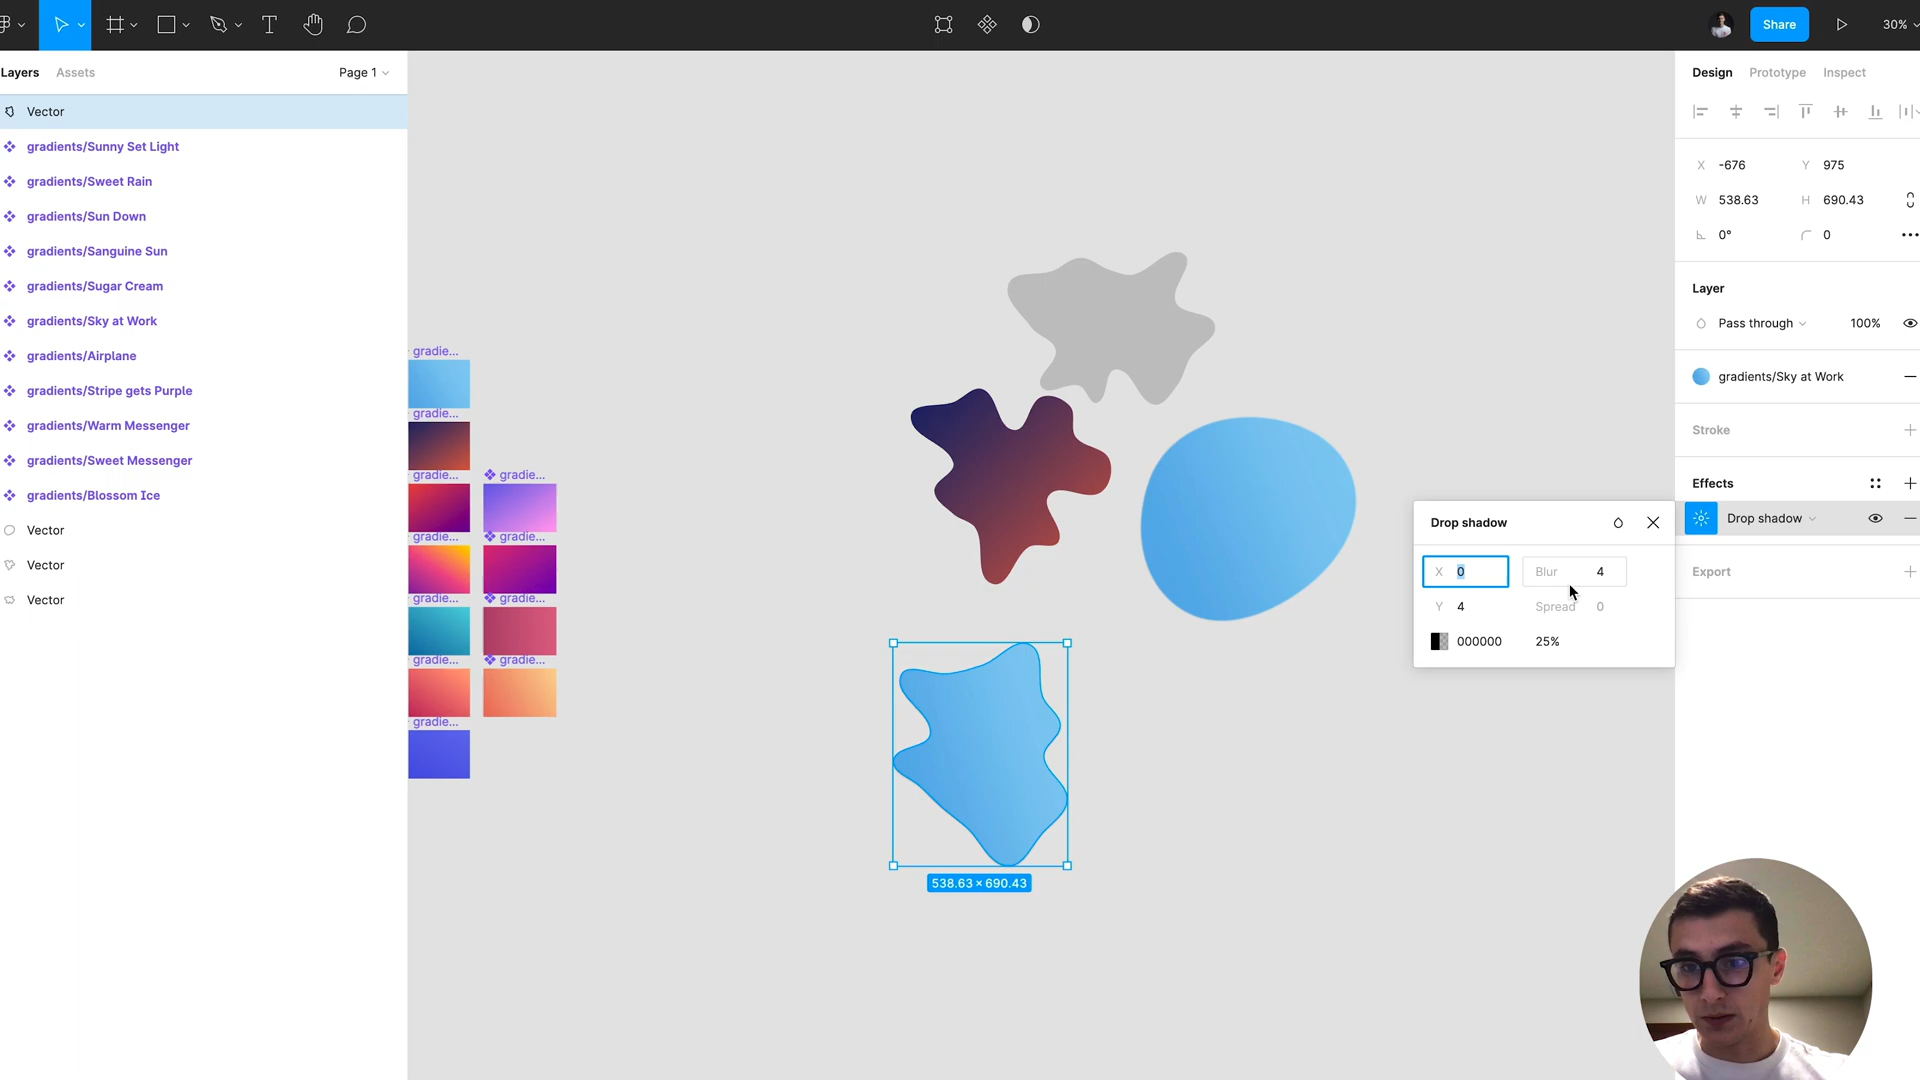 Share
30%
Layers
Assets
Page 1
Vector
gradients/Sunny Set Light
gradients/Sweet Rain
gradients/Sun Down
gradients/Sanguine Sun
gradients/Sugar Cream
gradients/Sky at Work
gradients/Airplane
gradients/Stripe gets Purple
gradients/Warm Messenger
gradients/Sweet Messenger
gradients/Blossom Ice
Vector
Vector
Vector
gradie...
gradie...
gradie...
gradie...
gradie...
gradie...
gradie...
gradie...
gradie...
gradie...
gradie...
538.63 × 690.43
Drop shadow
X 0
Blur 4
Y 4
Spread 0
000000 25%
Design
Prototype
Inspect
X -676
Y 975
W 538.63
H 690.43
0°
0
Layer
Pass through
100%
gradients/Sky at Work
Stroke
Effects
Drop shadow
Export